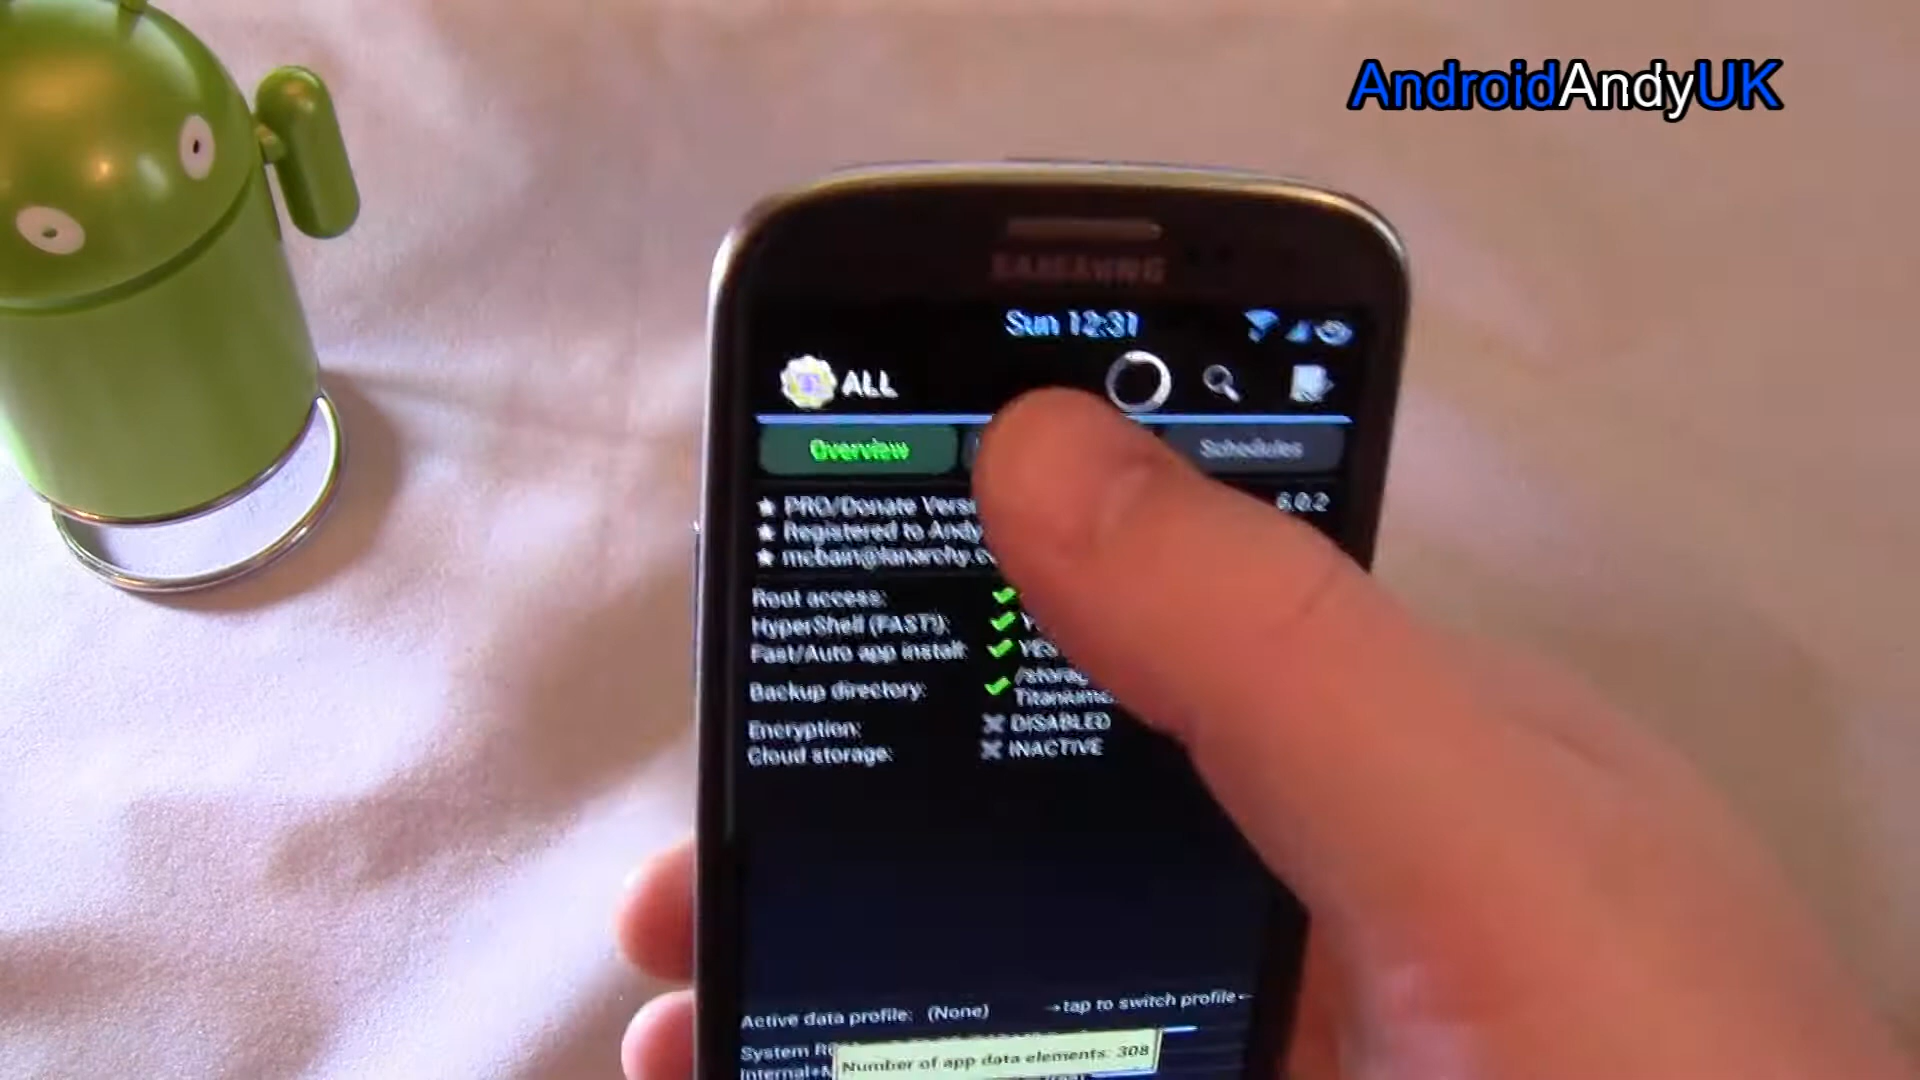 AndroidAndyUK
SAMSUNG
Sun 12:31
ALL
Overview
Schedules
★ PRO/Donate 6.0.2
★ Registered to Andy
Root access: ✔
HyperShell (FAST!): ✔
Fast/Auto app install: ✔ YES
Backup directory: ✔
Encryption: ✖ DISABLED
Cloud storage: ✖ INACTIVE
Active data profile: (None) →tap to switch profile←
System
Number of app data elements: 308